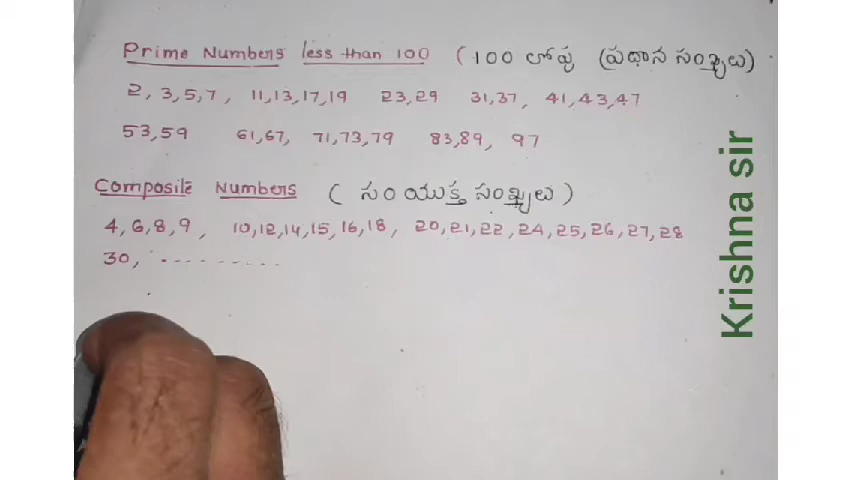 Prime Numbers less than 100 (100 లోపు ప్రధాన సంఖ్యలు)
2, 3, 5, 7, 11, 13, 17, 19 23, 29 31, 37, 41, 43, 47
53, 59 61, 67, 71, 73, 79 83, 89, 97
Composite Numbers (సంయుక్త సంఖ్యలు)
4, 6, 8, 9, 10, 12, 14, 15, 16, 18, 20, 21, 22, 24, 25, 26, 27, 28
30, ..........
Krishna sir